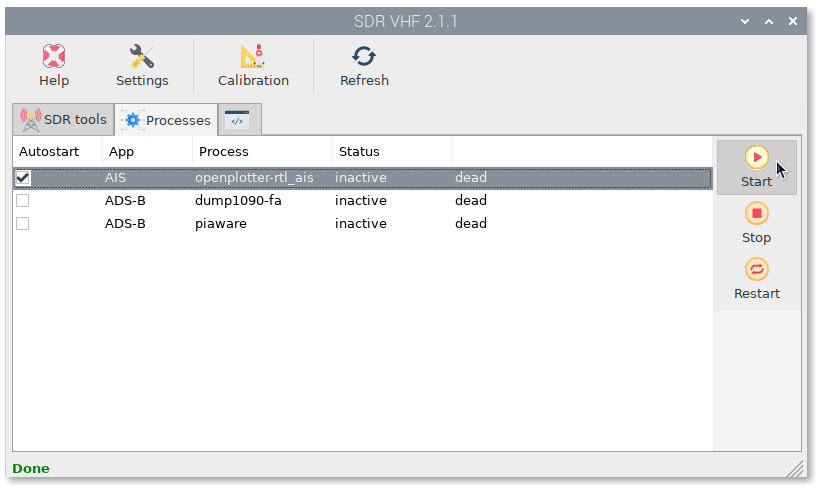 SDR VHF 2.1.1
Help Settings Calibration Refresh
SDR tools Processes </>
Autostart App Process Status
AIS openplotter-rtl_ais inactive dead
ADS-B dump1090-fa inactive dead
ADS-B piaware inactive dead
Start
Stop
Restart
Done